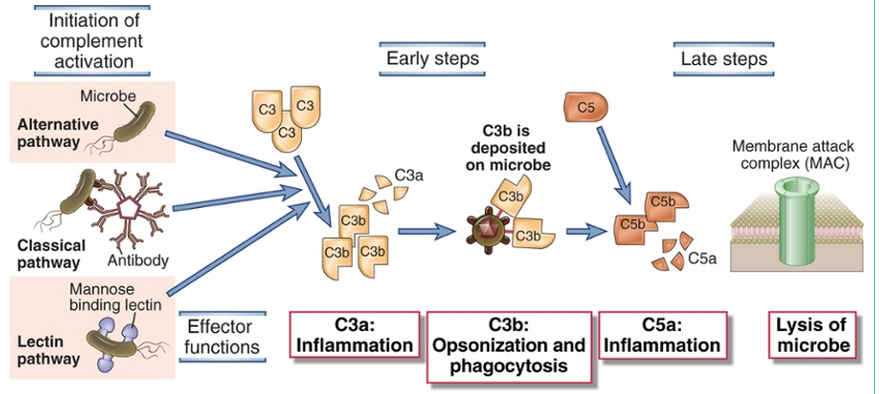 Initiation of
complement
activation
Early steps
Late steps
Microbe
Alternative
pathway
Classical
pathway
Antibody
Mannose
binding lectin
Lectin
pathway
Effector
functions
C3
C3
C3
C3a
C3b
C3b
C3b
C3b is
deposited
on microbe
C3b
C3b
C5
C5b
C5b
C5a
Membrane attack
complex (MAC)
C3a:
Inflammation
C3b:
Opsonization and
phagocytosis
C5a:
Inflammation
Lysis of
microbe